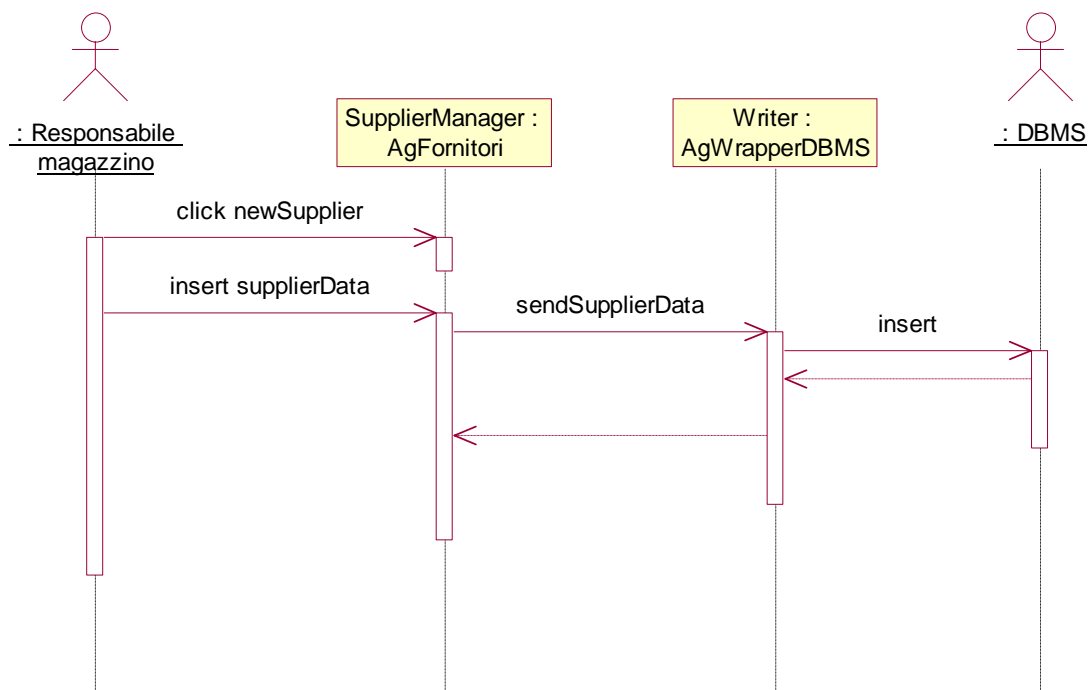 : Responsabile
magazzino
SupplierManager :
AgFornitori
Writer :
AgWrapperDBMS
: DBMS
click newSupplier
insert supplierData
sendSupplierData
insert